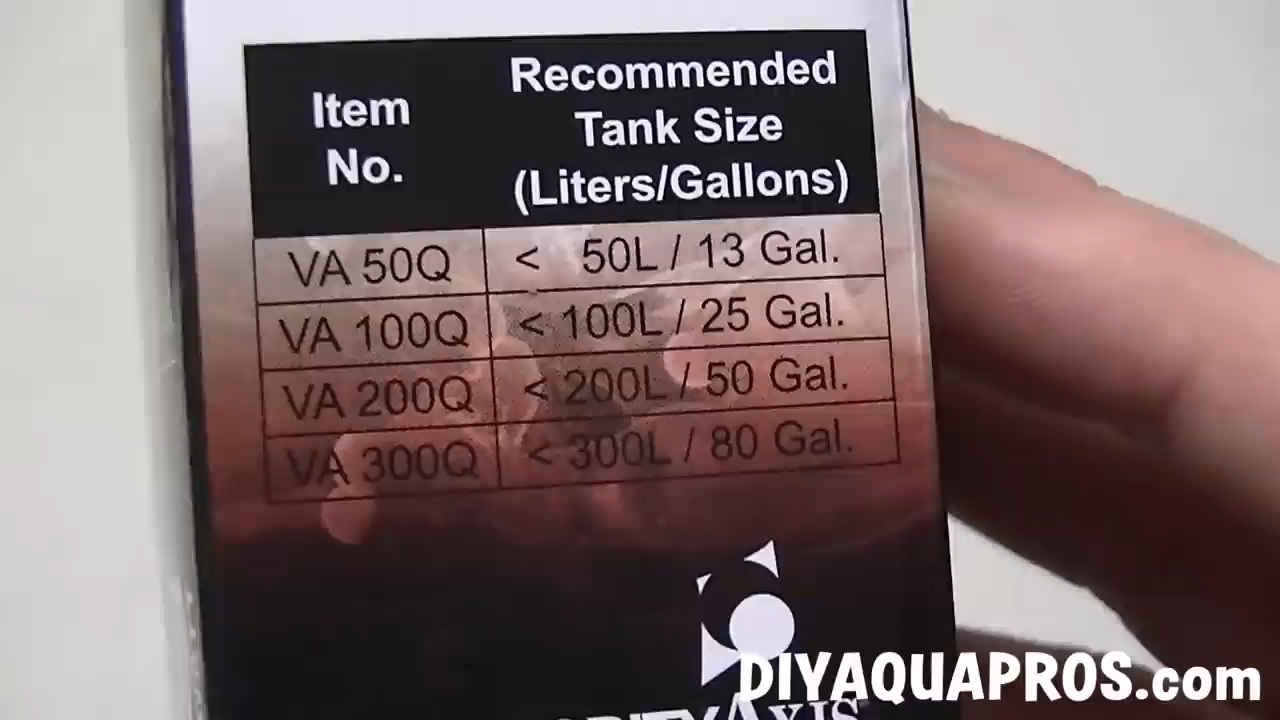 Item No.
Recommended Tank Size (Liters/Gallons)
VA 50Q < 50L / 13 Gal.
VA 100Q < 100L / 25 Gal.
VA 200Q < 200L / 50 Gal.
VA 300Q < 300L / 80 Gal.
DIYAQUAPROS.com